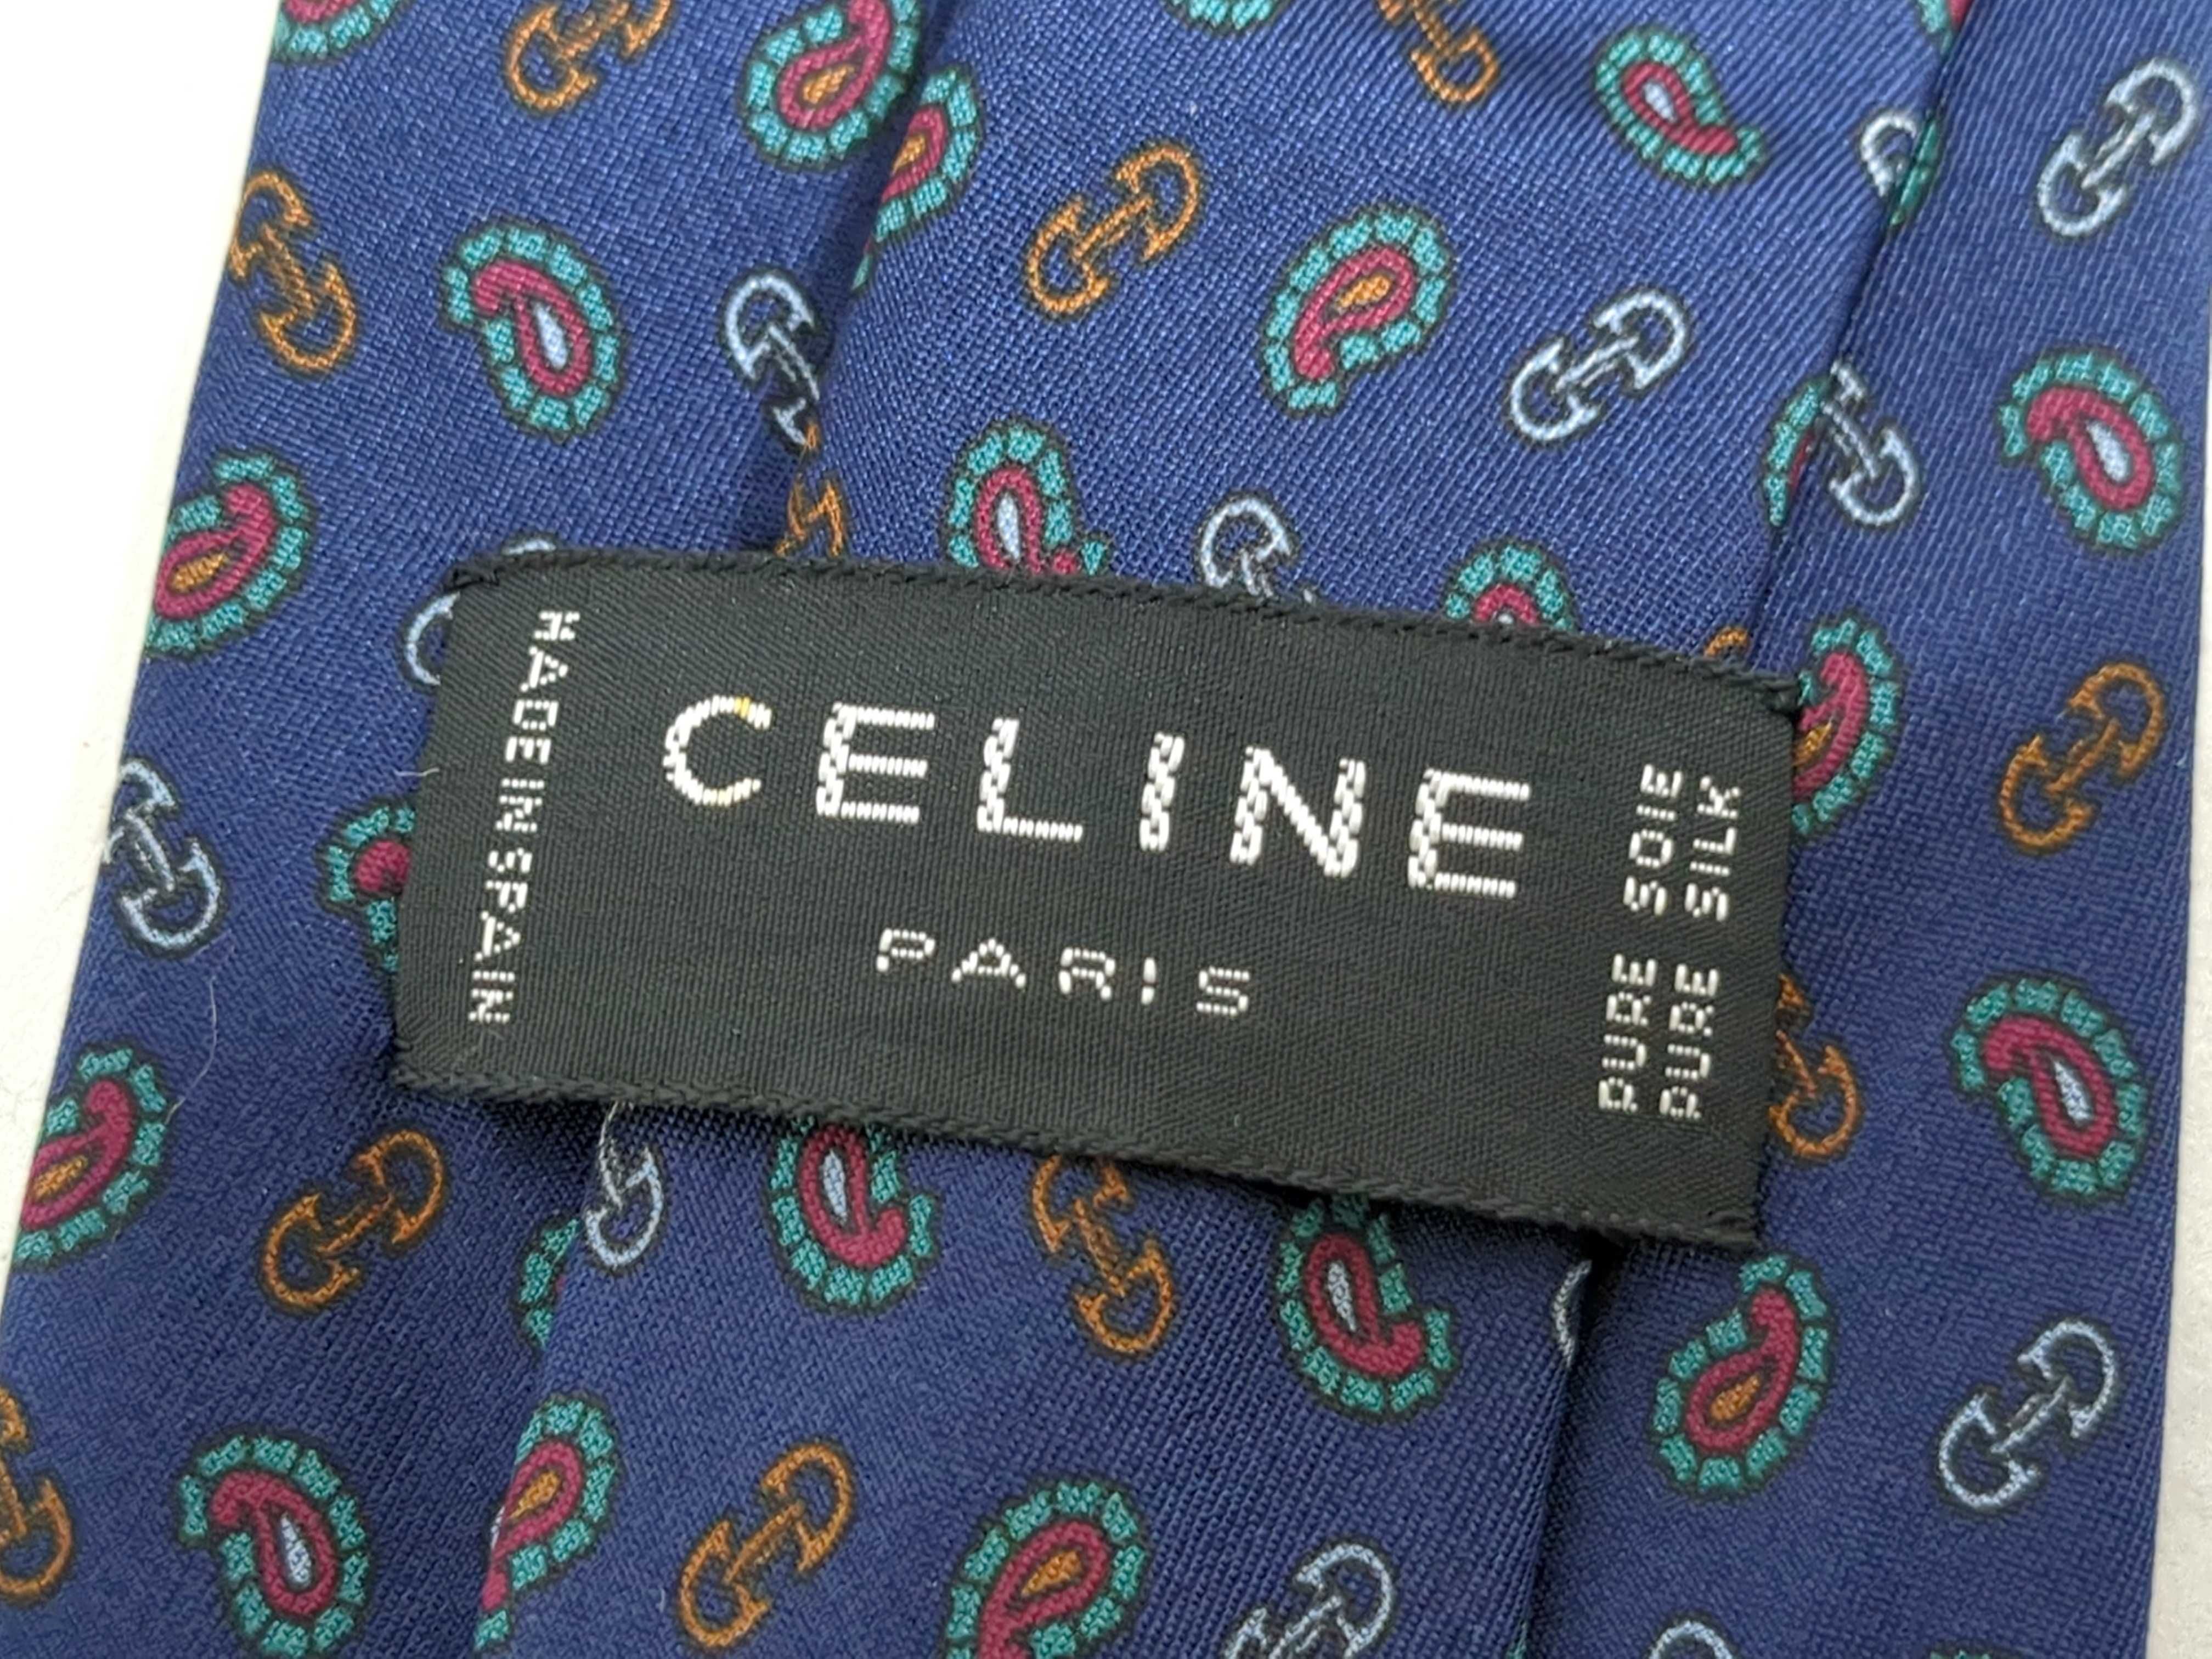 MADE IN SPAIN
CELINE
PARIS
PURE SOIE
PURE SILK